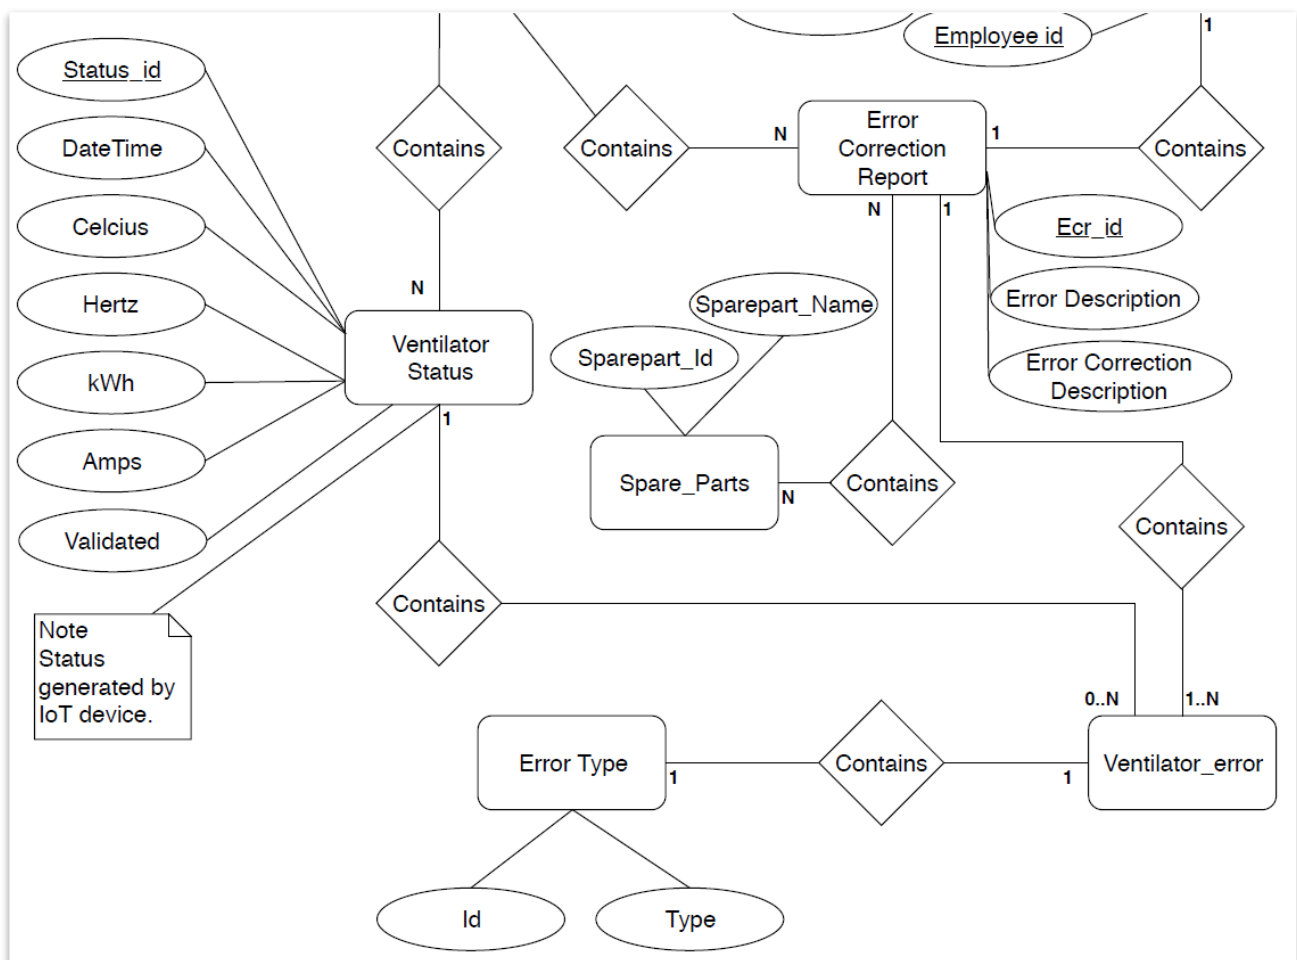 Employee id
1
Status_id
DateTime
Celcius
Hertz
kWh
Amps
Validated
Contains
Contains
N
Error
Correction
Report
1
Contains
N
1
Ecr_id
Error Description
Error Correction
Description
N
Ventilator
Status
1
Sparepart_Name
Sparepart_Id
Spare_Parts
N
Contains
Contains
Contains
Note
Status
generated by
IoT device.
0..N
1..N
Error Type
1
Contains
1
Ventilator_error
Id
Type